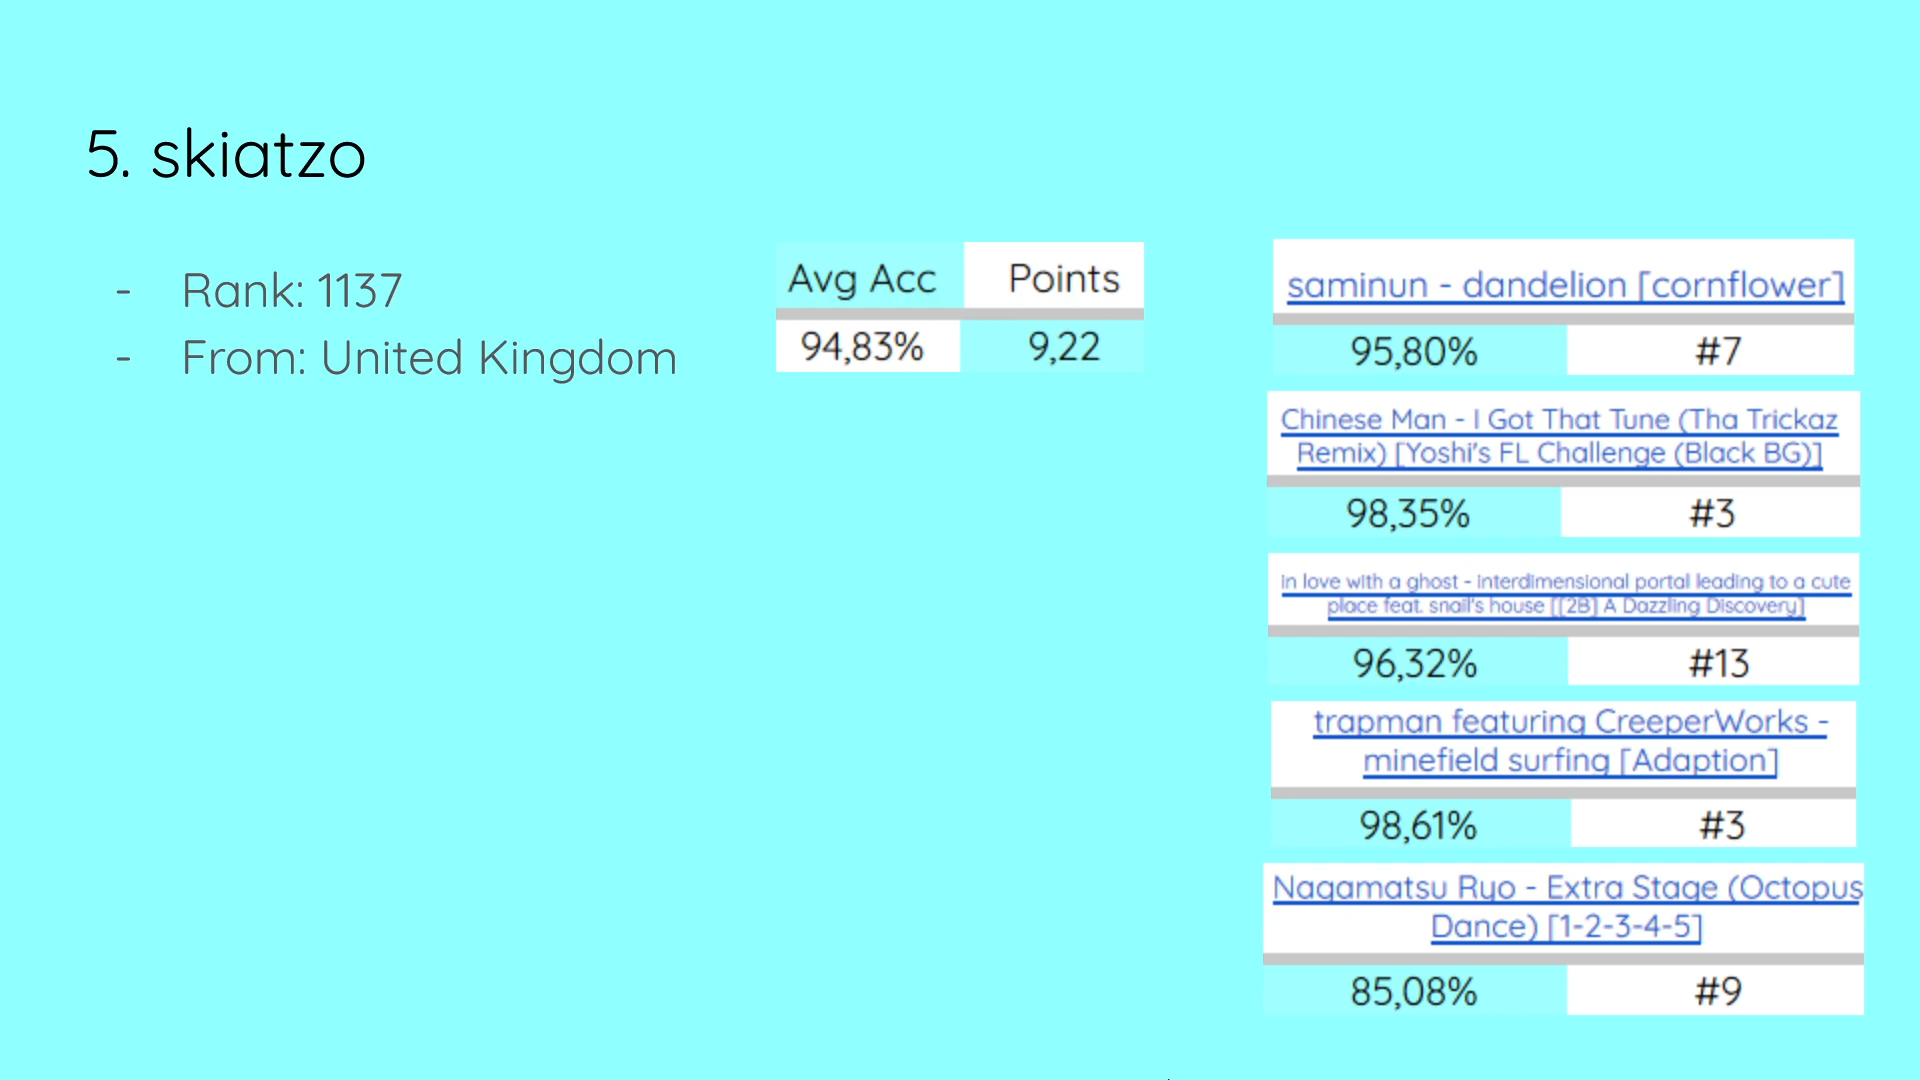 5. skiatzo
- Rank: 1137
- From: United Kingdom
Avg Acc Points
94,83% 9,22
saminun - dandelion [cornflower]
95,80% #7
Chinese Man - I Got That Tune (Tha Trickaz
Remix) [Yoshi's FL Challenge (Black BG)]
98,35% #3
in love with a ghost - interdimensional portal leading to a cute
place feat. snail's house [[2B] A Dazzling Discovery]
96,32% #13
trapman featuring CreeperWorks -
minefield surfing [Adaption]
98,61% #3
Nagamatsu Ryo - Extra Stage (Octopus
Dance) [1-2-3-4-5]
85,08% #9